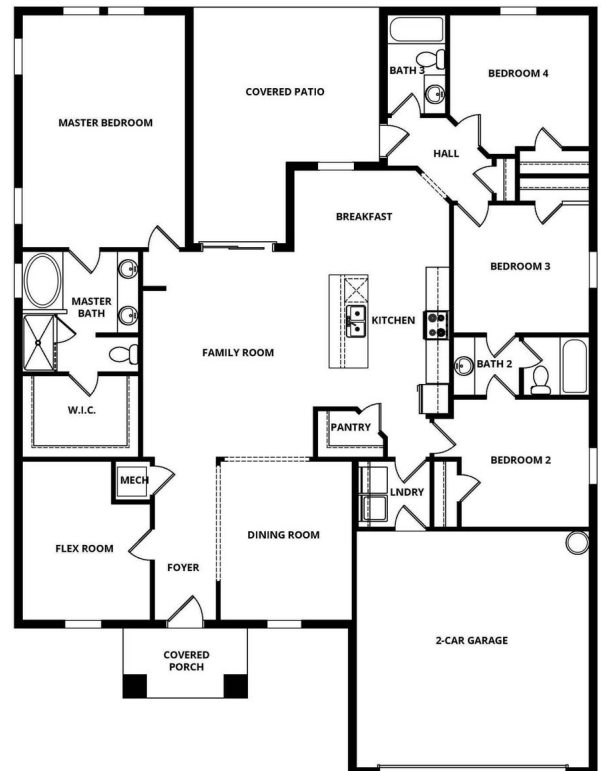 BATH 3
BEDROOM 4
COVERED PATIO
MASTER BEDROOM
HALL
BREAKFAST
BEDROOM 3
MASTER
BATH
KITCHEN
FAMILY ROOM
BATH 2
W.I.C.
PANTRY
BEDROOM 2
MECH
LNDRY
DINING ROOM
FLEX ROOM
FOYER
2-CAR GARAGE
COVERED
PORCH